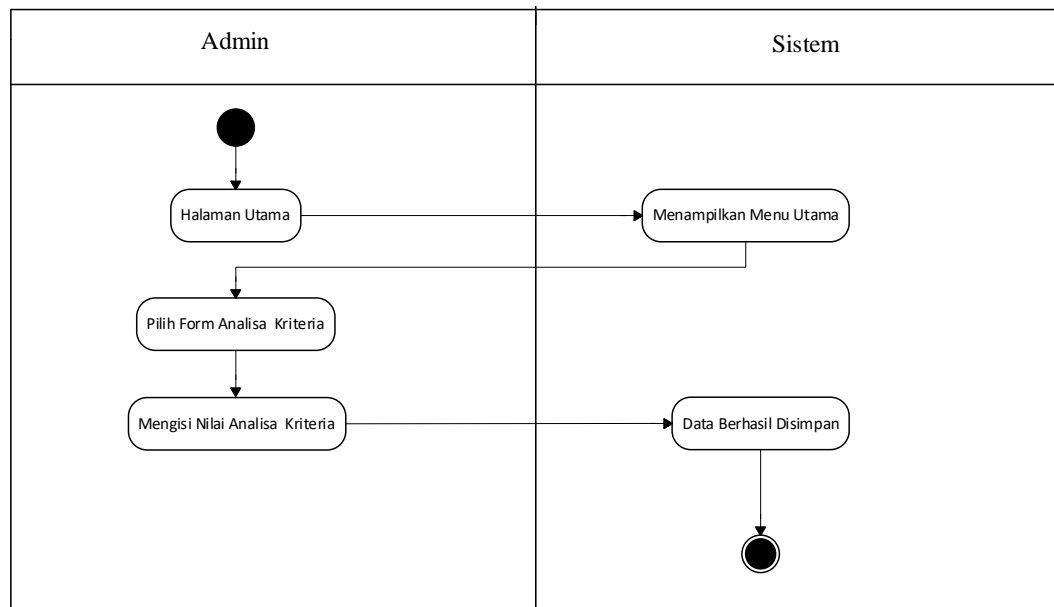 Admin
Sistem
Halaman Utama
Menampilkan Menu Utama
Pilih Form Analisa Kriteria
Mengisi Nilai Analisa Kriteria
Data Berhasil Disimpan